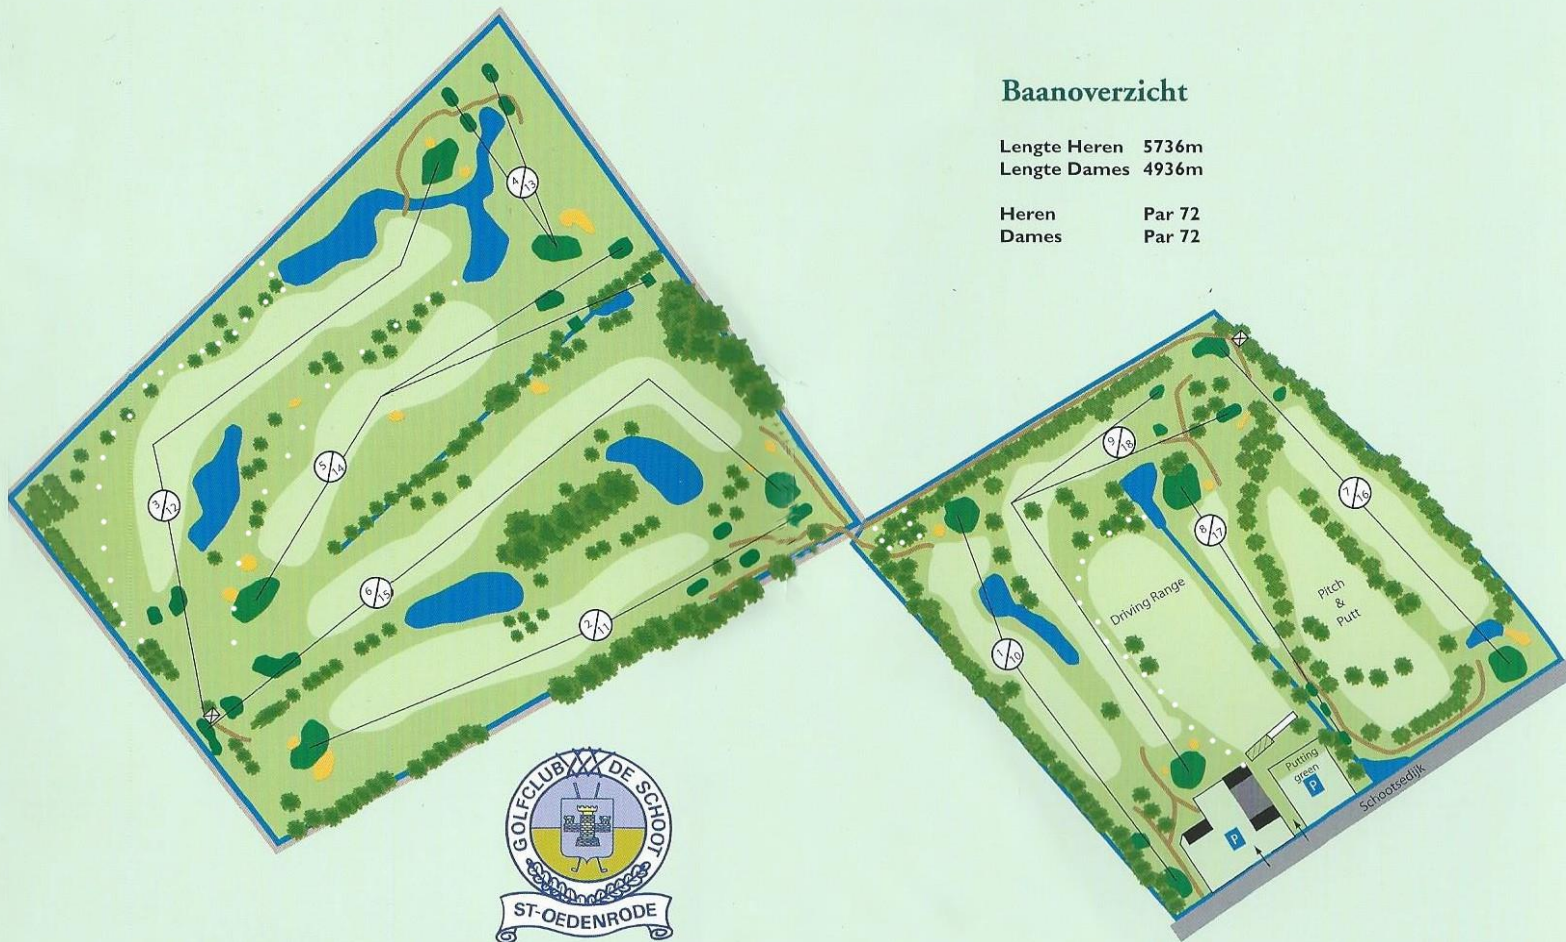 Baanoverzicht
Lengte Heren 5736m
Lengte Dames 4936m
Heren Par 72
Dames Par 72
4/13
3/12
5/14
6/15
2/11
9/18
8/17
7/16
1/10
Driving Range
Pitch
&
Putt
Putting
green
P
P
Schootsedijk
GOLFCLUB DE SCHOOT
ST-OEDENRODE